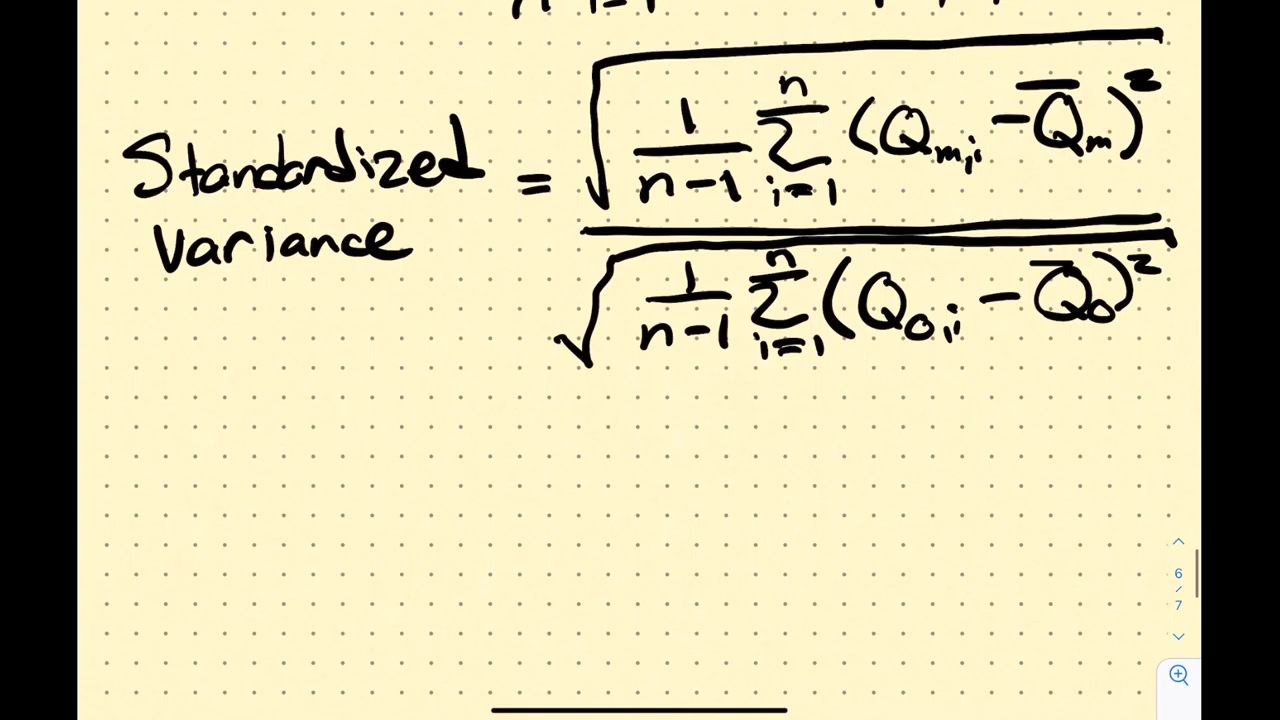 Standardized variance = √(1/(n-1) Σ_{i=1}^{n} (Q_{m,i} - Q̅_m)²) / √(1/(n-1) Σ_{i=1}^{n} (Q_{o,i} - Q̅_o)²)
6
/
7